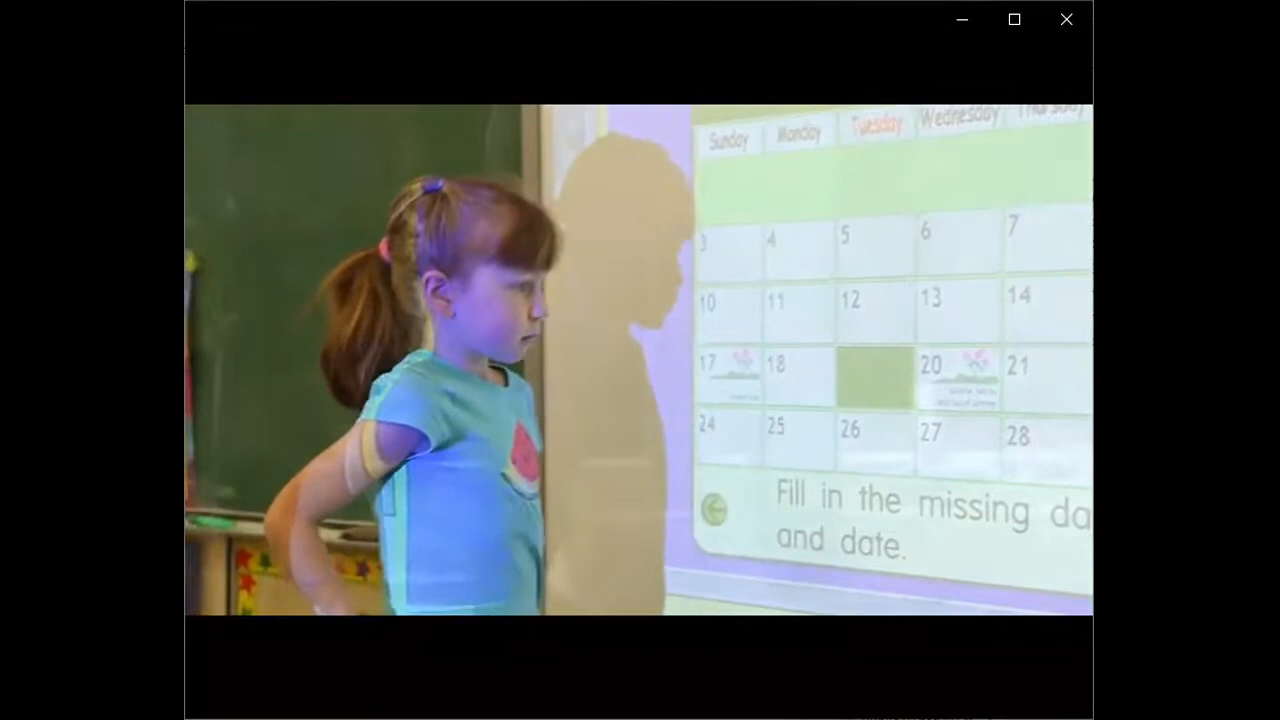 Sunday Monday Tuesday Wednesday Thursday
3 4 5 6 7
10 11 12 13 14
17 18 20 21
24 25 26 27 28
Fill in the missing da
and date.